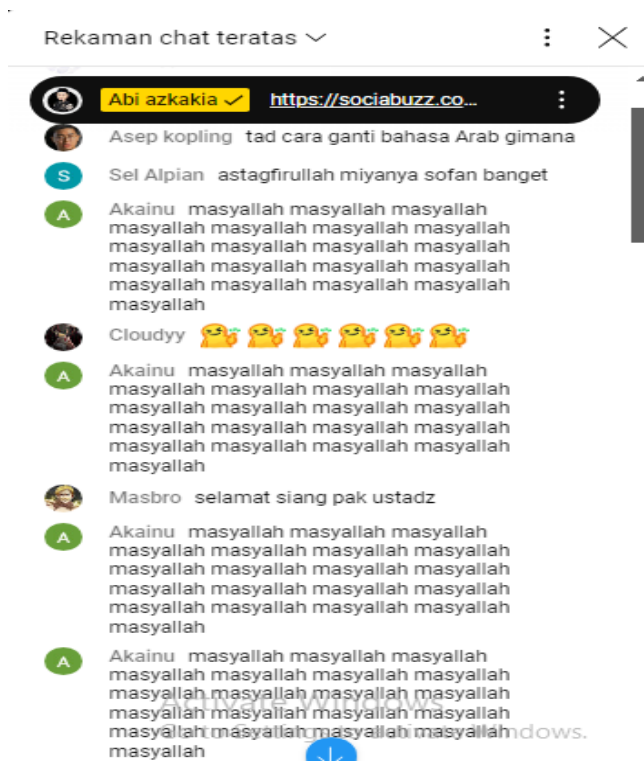 Rekaman chat teratas
Abi azkakia https://sociabuzz.co...
Asep kopling tad cara ganti bahasa Arab gimana
S Sel Alpian astagfirullah miyanya sofan banget
A Akainu masyallah masyallah masyallah
masyallah masyallah masyallah masyallah
masyallah masyallah masyallah masyallah
masyallah masyallah masyallah masyallah
masyallah masyallah masyallah masyallah
masyallah
Cloudyy
A Akainu masyallah masyallah masyallah
masyallah masyallah masyallah masyallah
masyallah masyallah masyallah masyallah
masyallah masyallah masyallah masyallah
masyallah masyallah masyallah masyallah
masyallah
Masbro selamat siang pak ustadz
A Akainu masyallah masyallah masyallah
masyallah masyallah masyallah masyallah
masyallah masyallah masyallah masyallah
masyallah masyallah masyallah masyallah
masyallah masyallah masyallah masyallah
masyallah
A Akainu masyallah masyallah masyallah
masyallah masyallah masyallah masyallah
masyallah masyallah masyallah masyallah
Activate Windows
masyallah masyallah masyallah masyallah
masyallah masyallah masyallah masyallah
masyallah